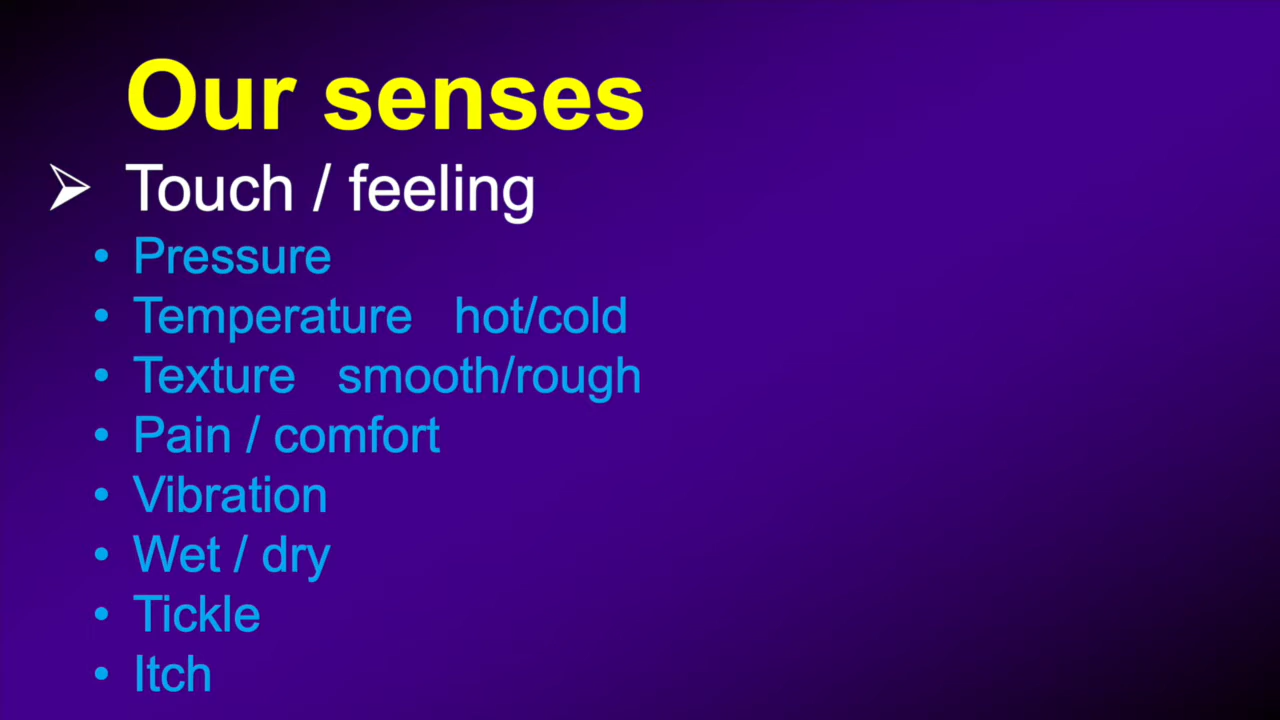 Our senses
➢ Touch / feeling
• Pressure
• Temperature hot/cold
• Texture smooth/rough
• Pain / comfort
• Vibration
• Wet / dry
• Tickle
• Itch